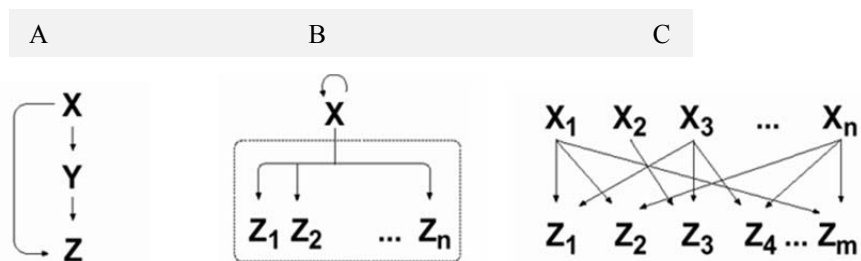 A B C
X
Y
Z
X
Z₁ Z₂ ... Zₙ
X₁ X₂ X₃ ... Xₙ
Z₁ Z₂ Z₃ Z₄ ... Zₘ